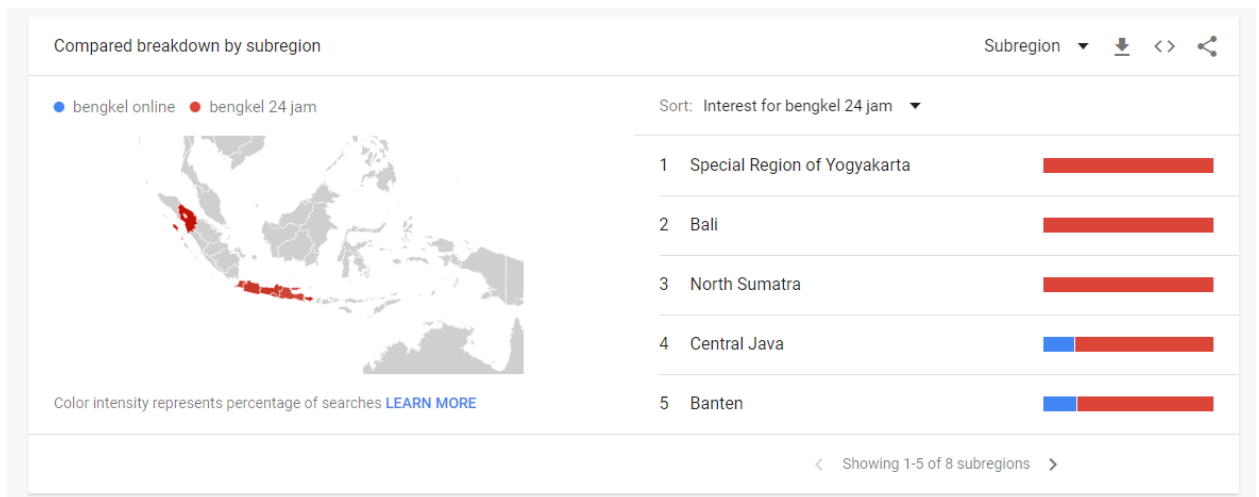 Compared breakdown by subregion
Subregion
bengkel online bengkel 24 jam
Sort: Interest for bengkel 24 jam
1 Special Region of Yogyakarta
2 Bali
3 North Sumatra
4 Central Java
5 Banten
Color intensity represents percentage of searches LEARN MORE
Showing 1-5 of 8 subregions